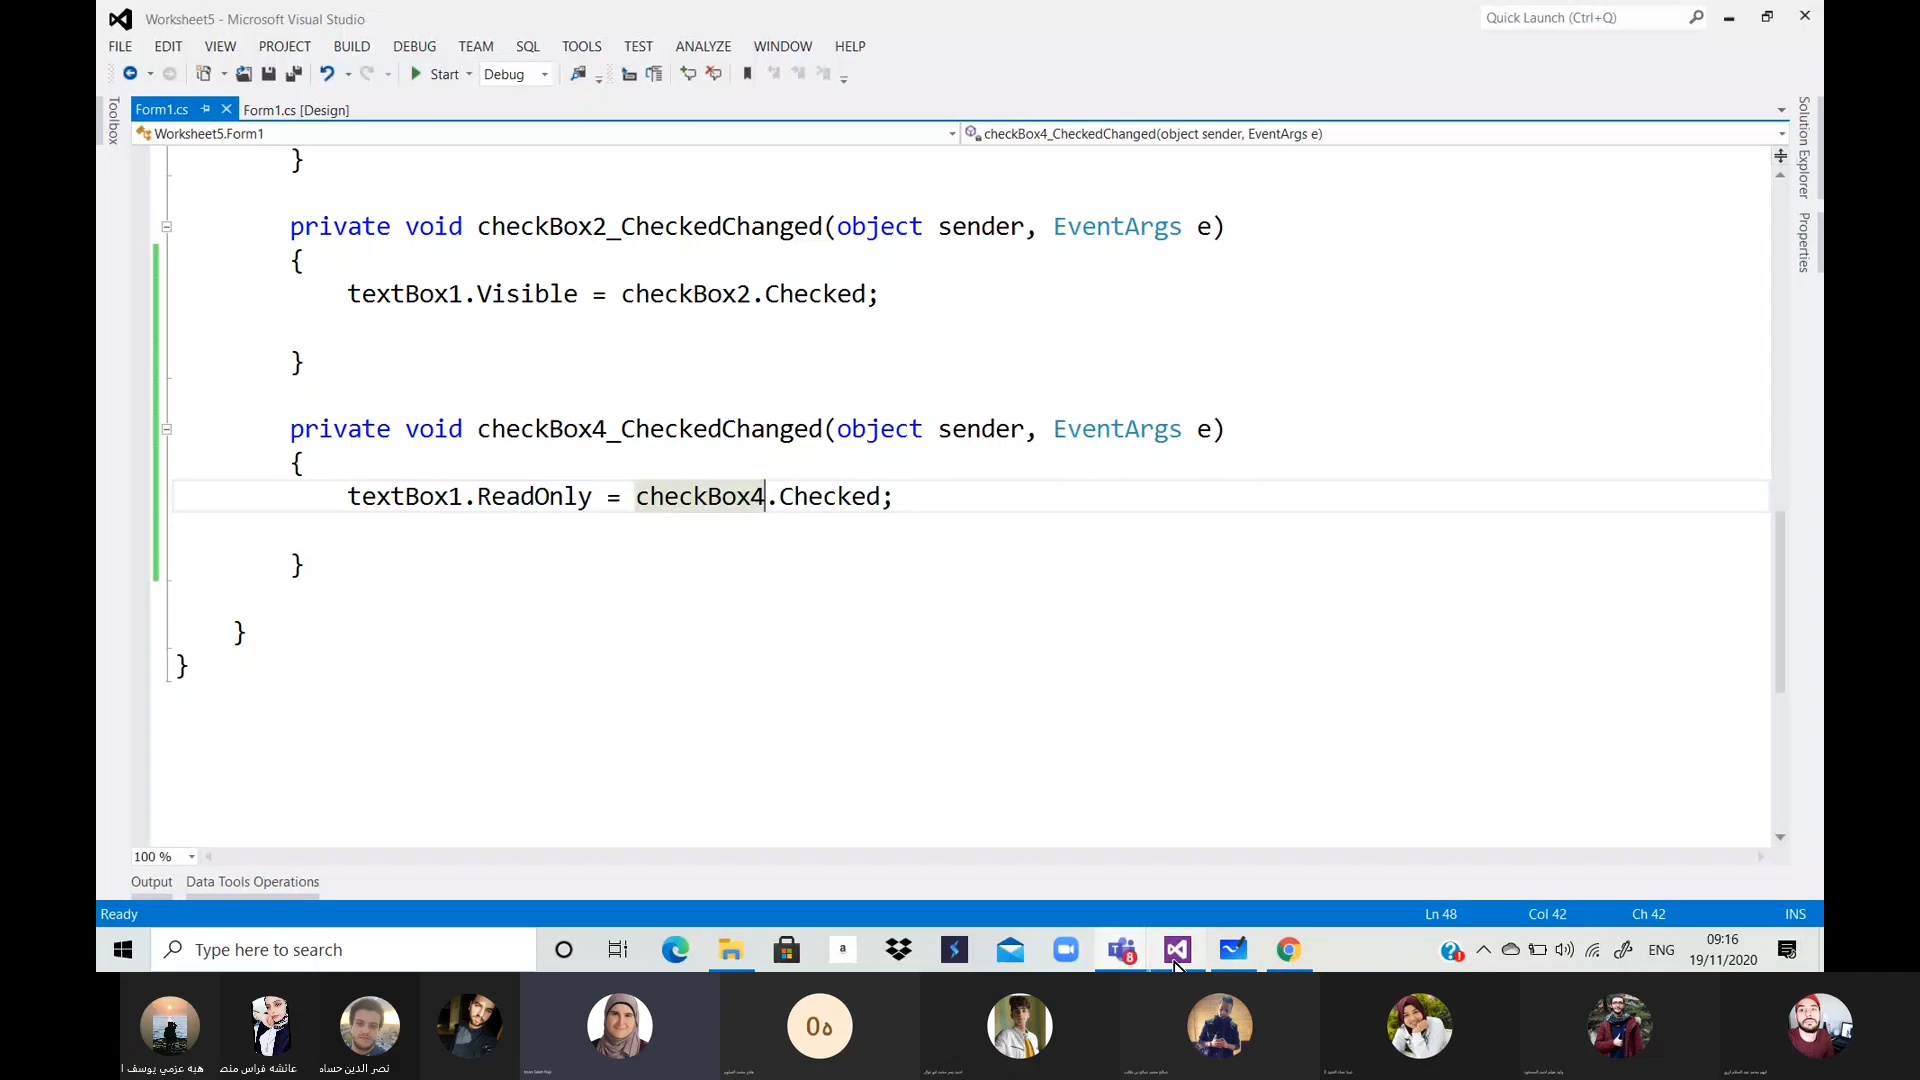 Worksheet5 - Microsoft Visual Studio
Quick Launch (Ctrl+Q)
FILE EDIT VIEW PROJECT BUILD DEBUG TEAM SQL TOOLS TEST ANALYZE WINDOW HELP
Start Debug
Toolbox
Form1.cs Form1.cs [Design]
Solution Explorer
Properties
Worksheet5.Form1 checkBox4_CheckedChanged(object sender, EventArgs e)
}
private void checkBox2_CheckedChanged(object sender, EventArgs e)
{
textBox1.Visible = checkBox2.Checked;
}
private void checkBox4_CheckedChanged(object sender, EventArgs e)
{
textBox1.ReadOnly = checkBox4.Checked;
}
}
}
100 %
Output Data Tools Operations
Ready Ln 48 Col 42 Ch 42 INS
Type here to search
a
8
ENG
09:16
19/11/2020
هبه عزمي يوسف ا
عائشه فراس منص
نصر الدين حسام